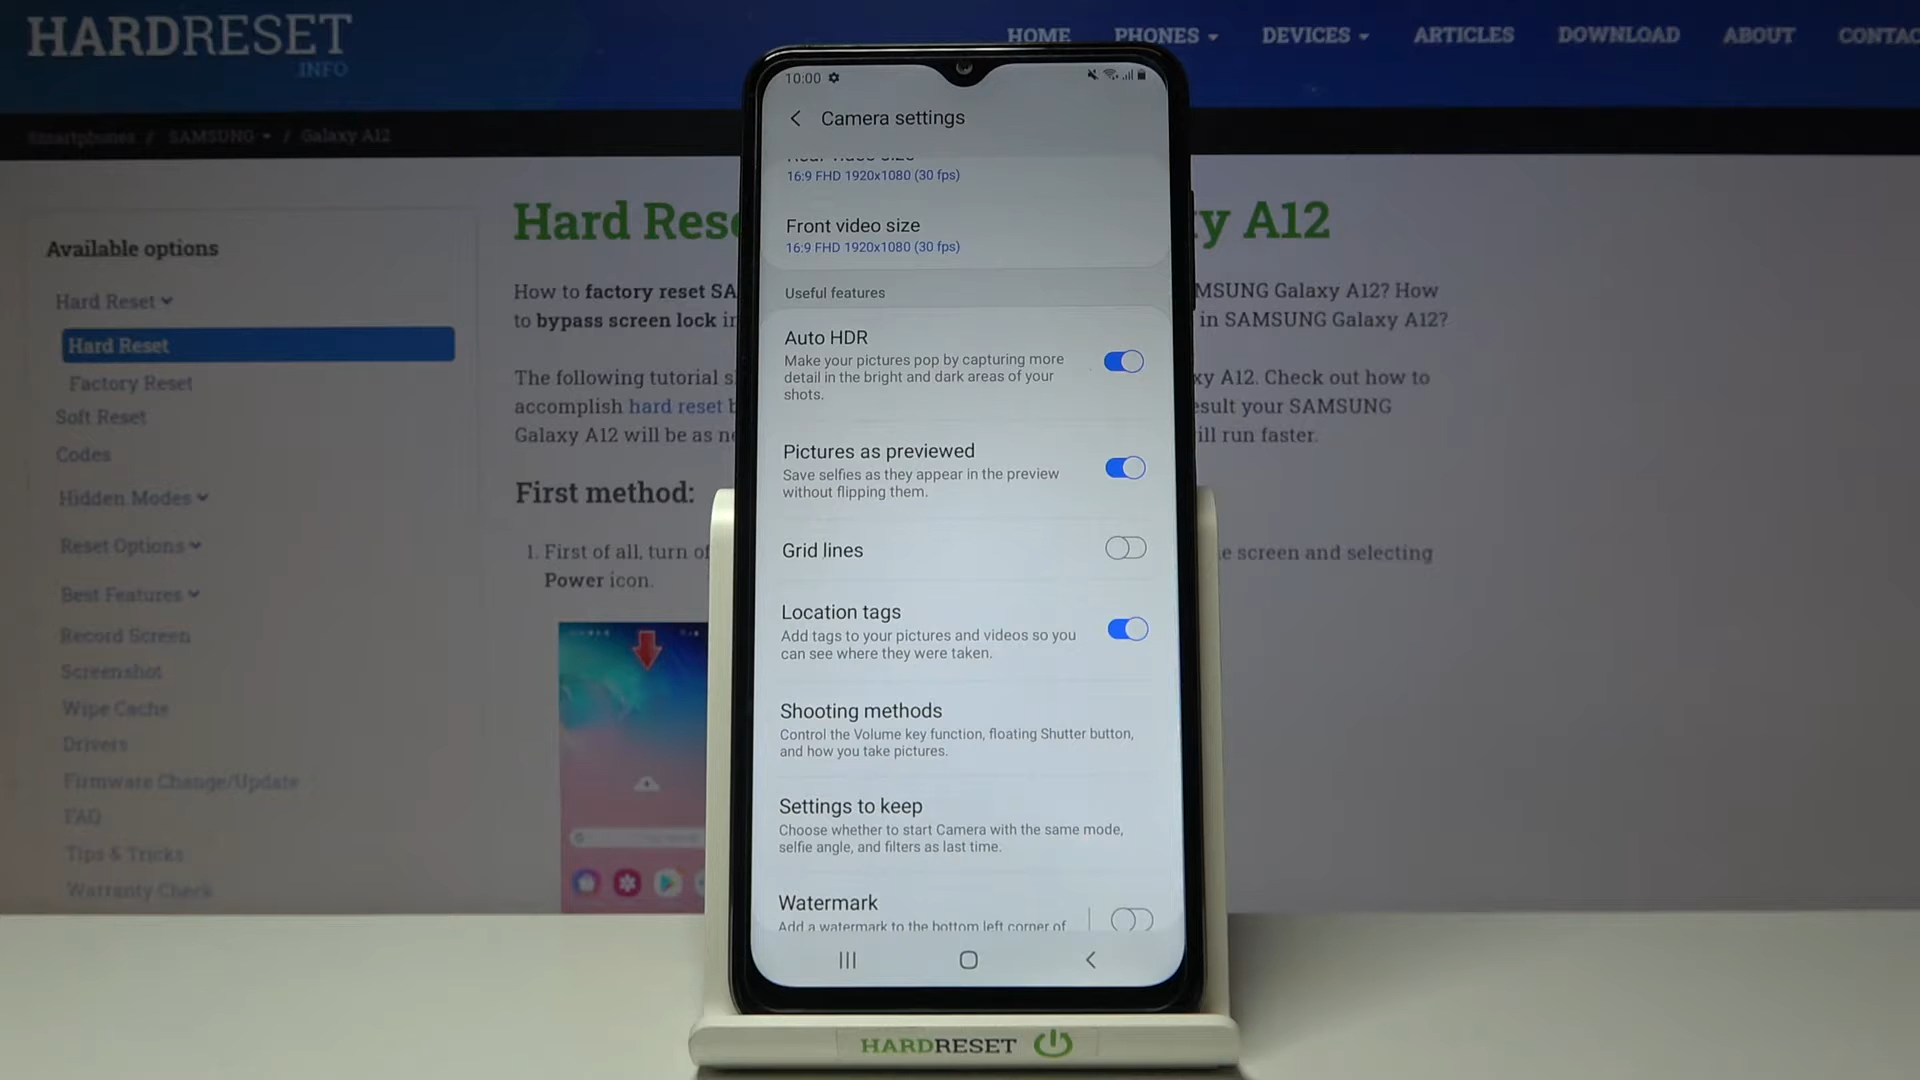 HARDRESET
.INFO
HOME PHONES DEVICES ARTICLES DOWNLOAD ABOUT CONTAC
Smartphones / SAMSUNG / Galaxy A12
Available options
Hard Reset
Hard Reset
Factory Reset
Soft Reset
Codes
Hidden Modes
Reset Options
Best Features
Record Screen
Screenshot
Wipe Cache
Drivers
Firmware Change/Update
FAQ
Tips & Tricks
Warranty Check
Hard Res y A12
How to factory reset SA MSUNG Galaxy A12? How
to bypass screen lock in in SAMSUNG Galaxy A12?
The following tutorial s xy A12. Check out how to
accomplish hard reset b esult your SAMSUNG
Galaxy A12 will be as ne ill run faster.
First method:
1. First of all, turn of e screen and selecting
Power icon.
10:00
Camera settings
16:9 FHD 1920x1080 (30 fps)
Front video size
16:9 FHD 1920x1080 (30 fps)
Useful features
Auto HDR
Make your pictures pop by capturing more
detail in the bright and dark areas of your
shots.
Pictures as previewed
Save selfies as they appear in the preview
without flipping them.
Grid lines
Location tags
Add tags to your pictures and videos so you
can see where they were taken.
Shooting methods
Control the Volume key function, floating Shutter button,
and how you take pictures.
Settings to keep
Choose whether to start Camera with the same mode,
selfie angle, and filters as last time.
Watermark
Add a watermark to the bottom left corner of
HARDRESET